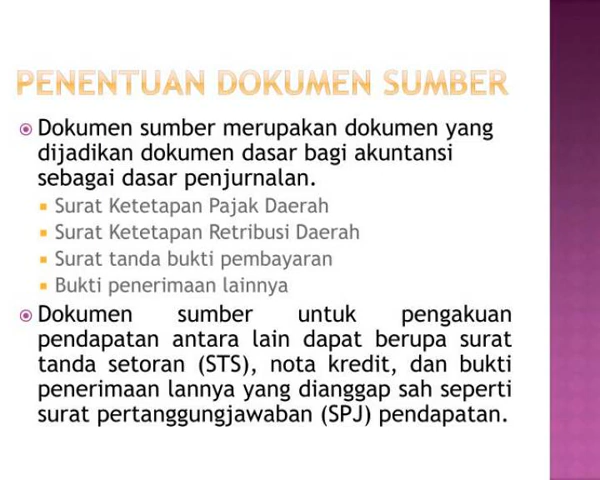 PENENTUAN DOKUMEN SUMBER
Dokumen sumber merupakan dokumen yang
dijadikan dokumen dasar bagi akuntansi
sebagai dasar penjurnalan.
Surat Ketetapan Pajak Daerah
Surat Ketetapan Retribusi Daerah
Surat tanda bukti pembayaran
Bukti penerimaan lainnya
Dokumen sumber untuk pengakuan
pendapatan antara lain dapat berupa surat
tanda setoran (STS), nota kredit, dan bukti
penerimaan lannya yang dianggap sah seperti
surat pertanggungjawaban (SPJ) pendapatan.